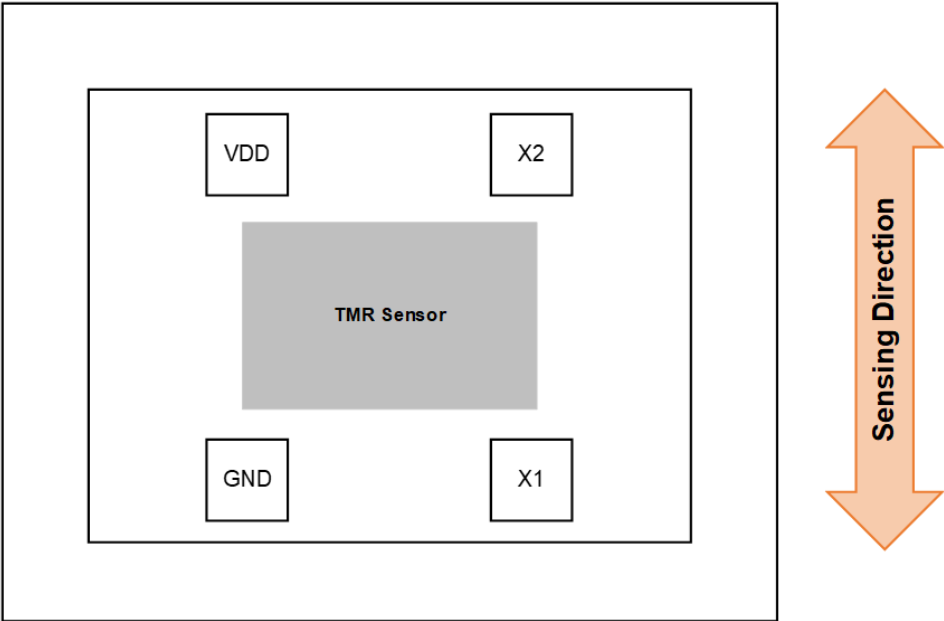 VDD
X2
TMR Sensor
GND
X1
Sensing Direction